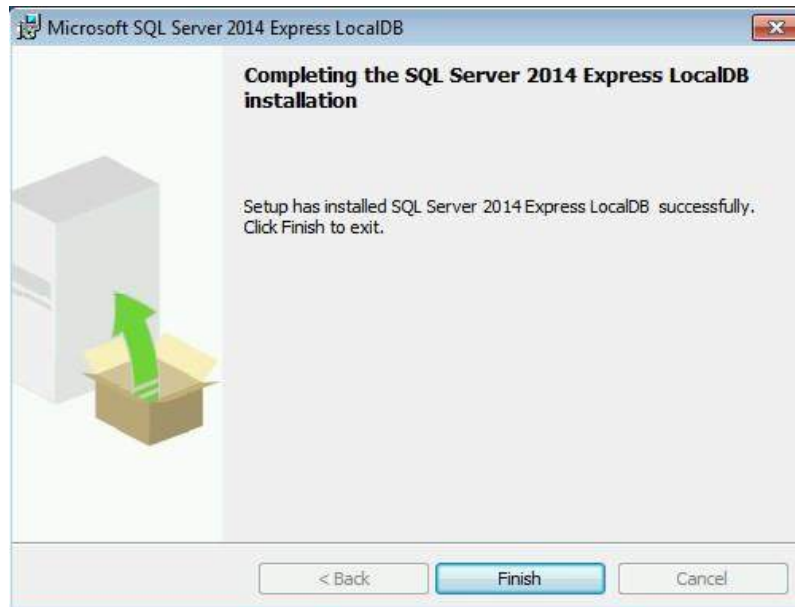 Microsoft SQL Server 2014 Express LocalDB
Completing the SQL Server 2014 Express LocalDB
installation
Setup has installed SQL Server 2014 Express LocalDB successfully.
Click Finish to exit.
< Back
Finish
Cancel